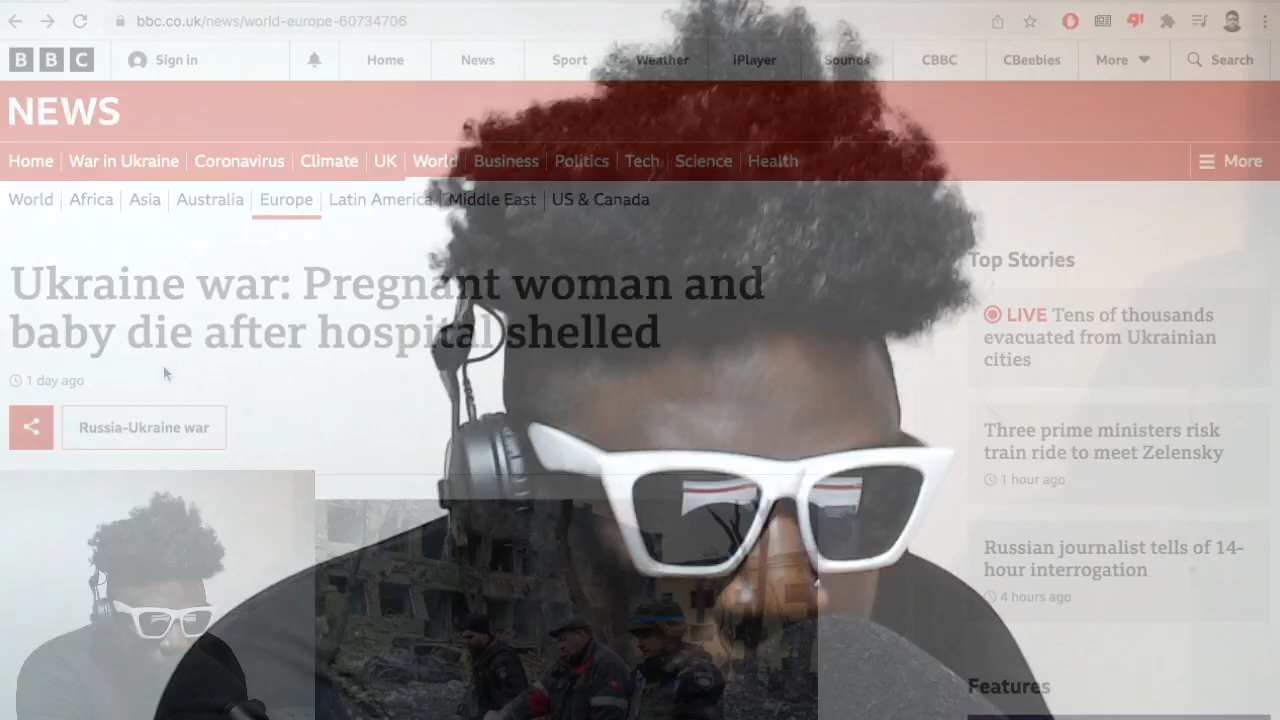 bbc.co.uk/news/world-europe-60734706
BBC Sign in Home News Sport Weather iPlayer Sounds CBBC CBeebies More Search
NEWS
Home War in Ukraine Coronavirus Climate UK World Business Politics Tech Science Health More
World Africa Asia Australia Europe Latin America Middle East US & Canada
Ukraine war: Pregnant woman and
baby die after hospital shelled
1 day ago
Russia-Ukraine war
Top Stories
LIVE Tens of thousands
evacuated from Ukrainian
cities
Three prime ministers risk
train ride to meet Zelensky
1 hour ago
Russian journalist tells of 14-
hour interrogation
4 hours ago
Features